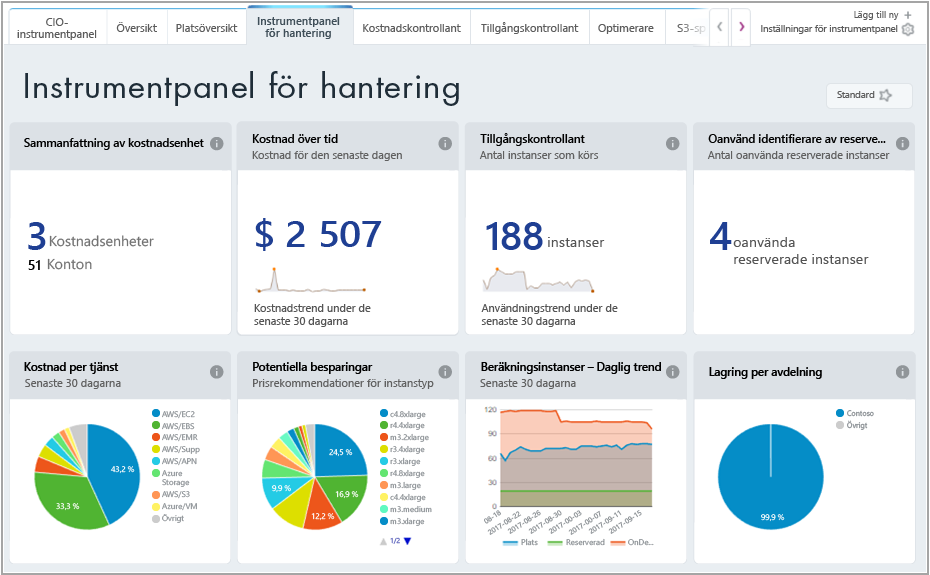 CIO-
instrumentpanel
Översikt
Platsöversikt
Instrumentpanel
för hantering
Kostnadskontrollant
Tillgångskontrollant
Optimerare
S3-sp
Lägg till ny +
Inställningar för instrumentpanel
Instrumentpanel för hantering
Standard
Sammanfattning av kostnadsenhet
3 Kostnadsenheter
51 Konton
Kostnad över tid
Kostnad för den senaste dagen
$ 2 507
Kostnadstrend under de
senaste 30 dagarna
Tillgångskontrollant
Antal instanser som körs
188 instanser
Användningstrend under de
senaste 30 dagarna
Oanvänd identifierare av reserve...
Antal oanvända reserverade instanser
4 oanvända
reserverade instanser
Kostnad per tjänst
Senaste 30 dagarna
43,2 %
33,3 %
AWS/EC2
AWS/EBS
AWS/EMR
AWS/Supp
AWS/APN
Azure
Storage
AWS/S3
Azure/VM
Övrigt
Potentiella besparingar
Prisrekommendationer för instanstyp
24,5 %
16,9 %
12,2 %
9,9 %
c4.8xlarge
r4.4xlarge
m3.2xlarge
r3.4xlarge
r3.xlarge
r4.8xlarge
m3.large
c4.4xlarge
m3.medium
m3.xlarge
1/2
Beräkningsinstanser – Daglig trend
Senaste 30 dagarna
120
90
60
30
0
08-18
2017-08-22
2017-08-26
2017-08-30
2017-00-03
2017-00-07
2017-09-11
2017-09-15
Plats
Reserverad
OnDe...
Lagring per avdelning
Contoso
Övrigt
99,9 %